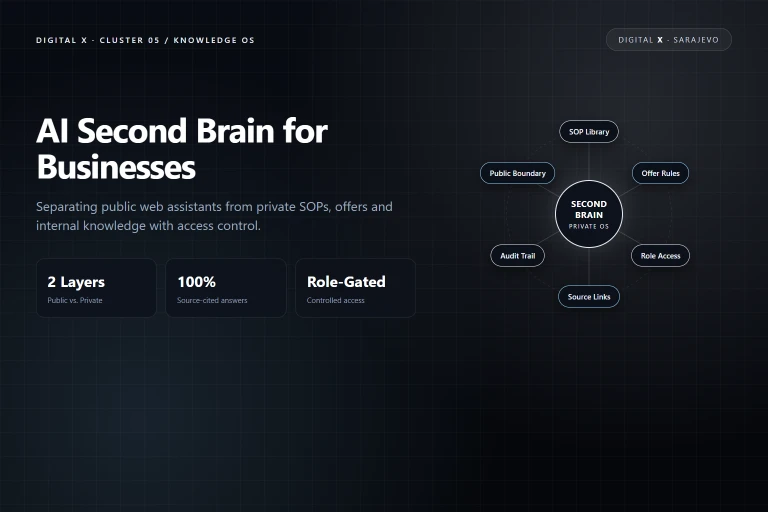 DIGITAL X · CLUSTER 05 / KNOWLEDGE OS
DIGITAL X · SARAJEVO
AI Second Brain for
Businesses
Separating public web assistants from private SOPs, offers and
internal knowledge with access control.
2 Layers
Public vs. Private
100%
Source-cited answers
Role-Gated
Controlled access
SOP Library
Public Boundary
Offer Rules
SECOND
BRAIN
PRIVATE OS
Audit Trail
Role Access
Source Links